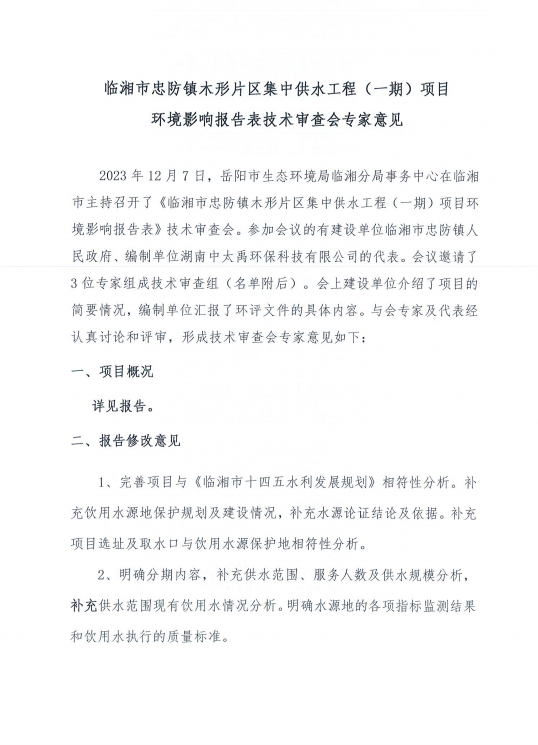 临湘市忠防镇木形片区集中供水工程（一期）项目
环境影响报告表技术审查会专家意见
2023 年 12 月 7 日，岳阳市生态环境局临湘分局事务中心在临湘
市主持召开了《临湘市忠防镇木形片区集中供水工程（一期）项目环
境影响报告表》技术审查会。参加会议的有建设单位临湘市忠防镇人
民政府、编制单位湖南中太禹环保科技有限公司的代表。会议邀请了
3 位专家组成技术审查组（名单附后）。会上建设单位介绍了项目的
简要情况，编制单位汇报了环评文件的具体内容。与会专家及代表经
认真讨论和评审，形成技术审查会专家意见如下：
一、项目概况
详见报告。
二、报告修改意见
1、完善项目与《临湘市十四五水利发展规划》相符性分析。补
充饮用水源地保护规划及建设情况，补充水源论证结论及依据。补充
项目选址及取水口与饮用水源保护地相符性分析。
2、明确分期内容，补充供水范围、服务人数及供水规模分析，
补充供水范围现有饮用水情况分析。明确水源地的各项指标监测结果
和饮用水执行的质量标准。